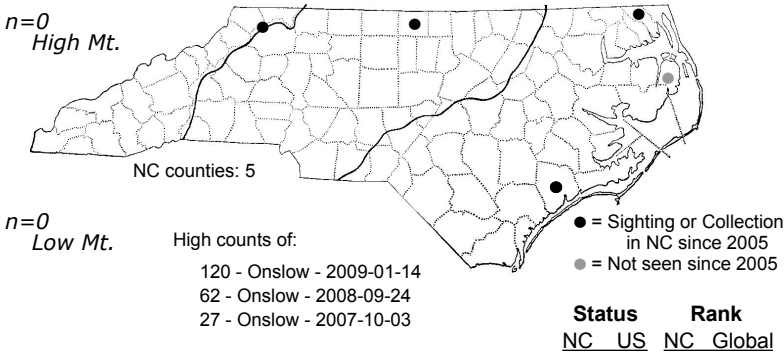 n=0
High Mt.
NC counties: 5
n=0
Low Mt.
High counts of:
120 - Onslow - 2009-01-14
62 - Onslow - 2008-09-24
27 - Onslow - 2007-10-03
= Sighting or Collection
in NC since 2005
= Not seen since 2005
Status Rank
NC US NC Global